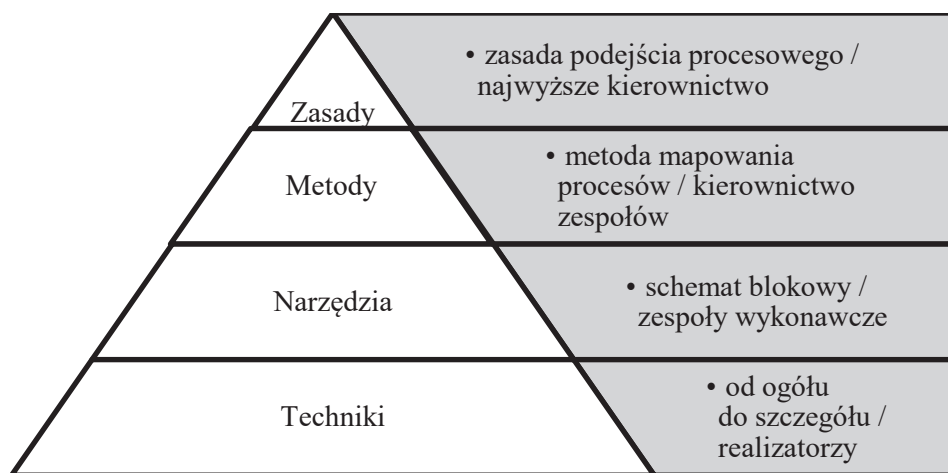 • zasada podejścia procesowego /
najwyższe kierownictwo
Zasady
• metoda mapowania
procesów / kierownictwo
zespołów
Metody
• schemat blokowy /
zespoły wykonawcze
Narzędzia
• od ogółu
do szczegółu /
realizatorzy
Techniki